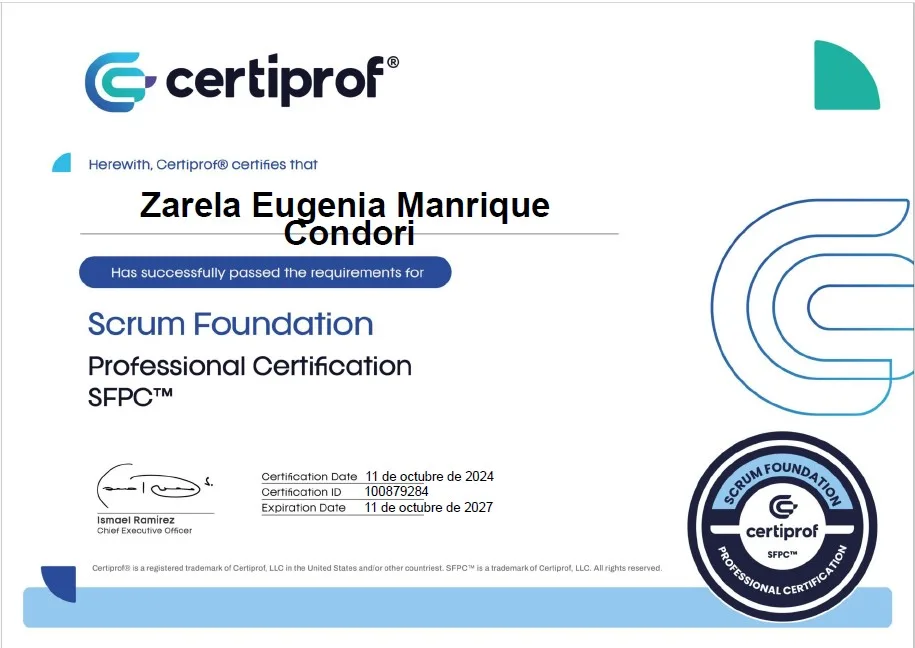 certiprof®
Herewith, Certiprof® certifies that
Zarela Eugenia Manrique
Condori
Has successfully passed the requirements for
Scrum Foundation
Professional Certification
SFPC™
Ismael Ramírez
Chief Executive Officer
Certification Date 11 de octubre de 2024
Certification ID 100879284
Expiration Date 11 de octubre de 2027
SCRUM FOUNDATION
certiprof
SFPC™
PROFESSIONAL CERTIFICATION
Certiprof® is a registered trademark of Certiprof, LLC in the United States and/or other countriest. SFPC™ is a trademark of Certiprof, LLC. All rights reserved.